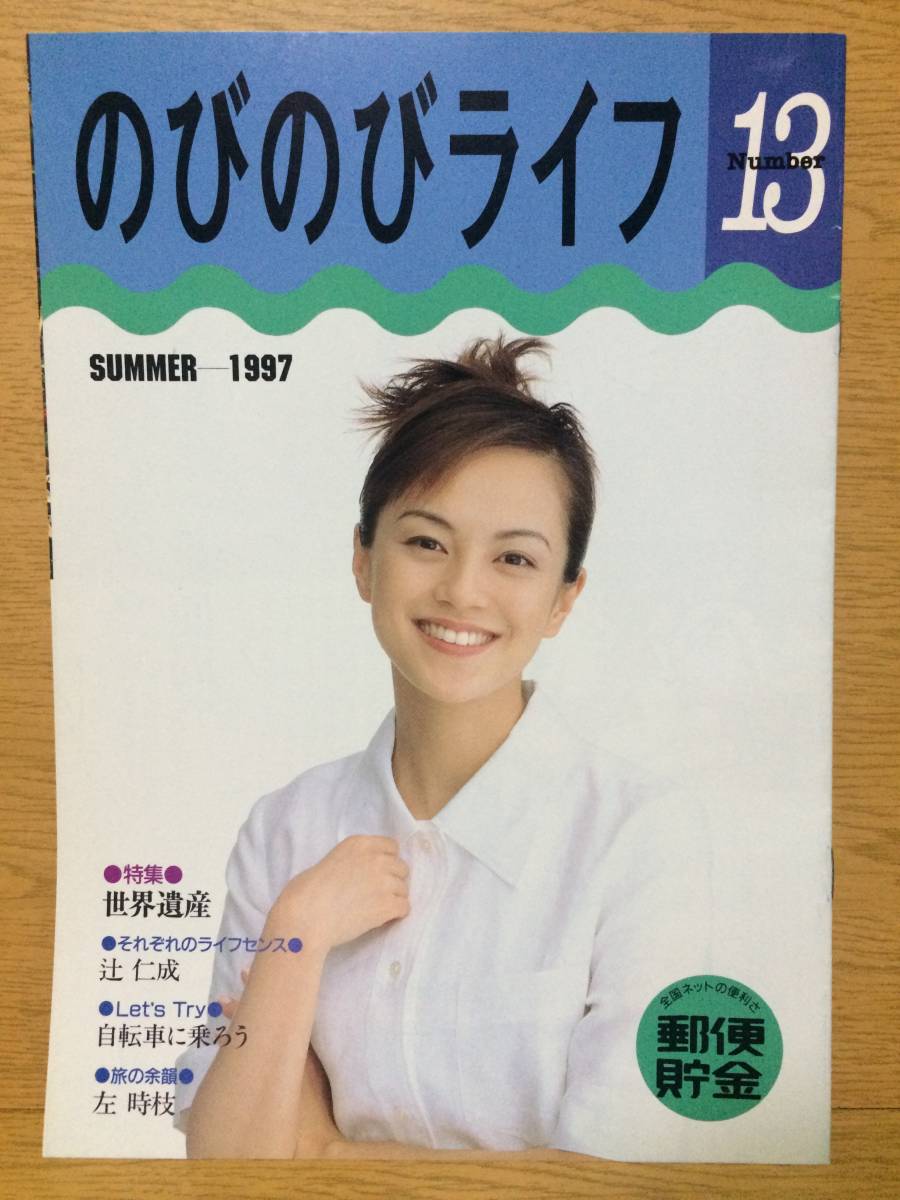 のびのびライフ
13
Number
SUMMER—1997
●特集●
世界遺産
●それぞれのライフセンス●
辻 仁成
●Let's Try●
自転車に乗ろう
●旅の余韻●
左 時枝
全国ネットの便利さ
郵便
貯金